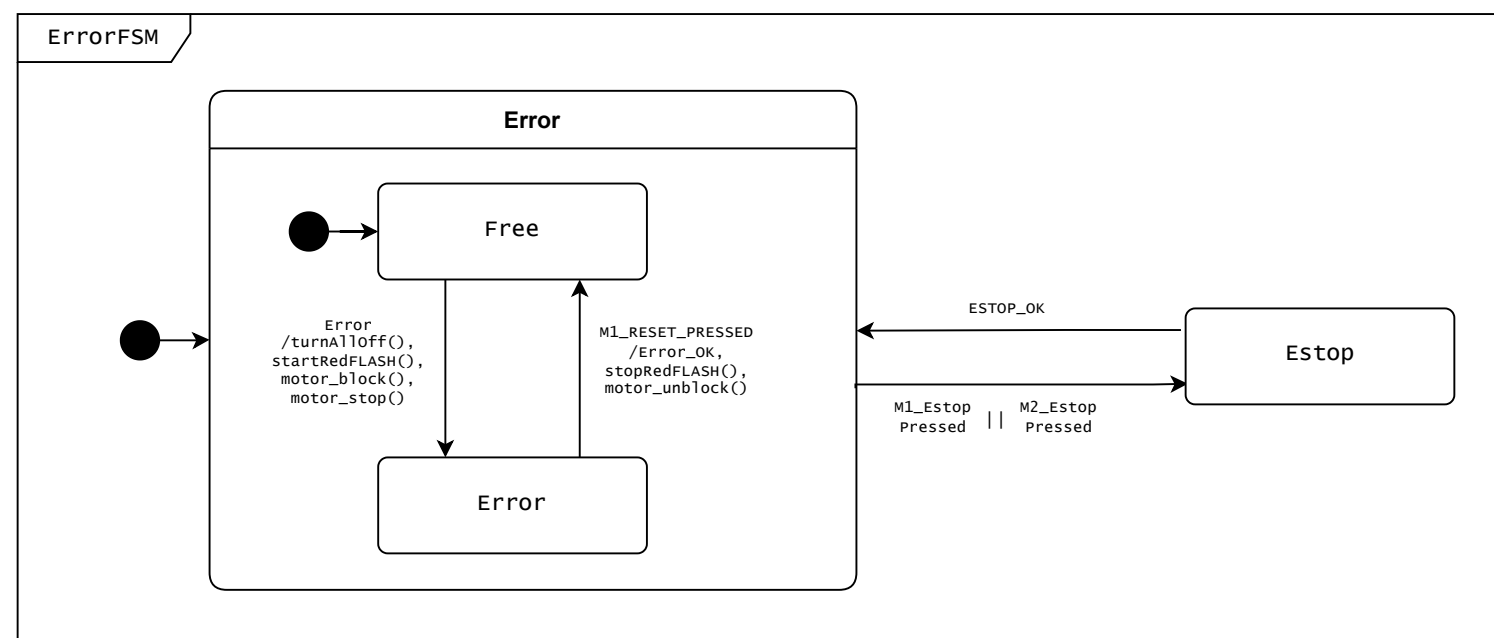 ErrorFSM
Error
Free
Error
/turnAllOff(),
startRedFLASH(),
motor_block(),
motor_stop()
M1_RESET_PRESSED
/Error_OK,
stopRedFLASH(),
motor_unblock()
Error
ESTOP_OK
Estop
M1_Estop
Pressed
||
M2_Estop
Pressed